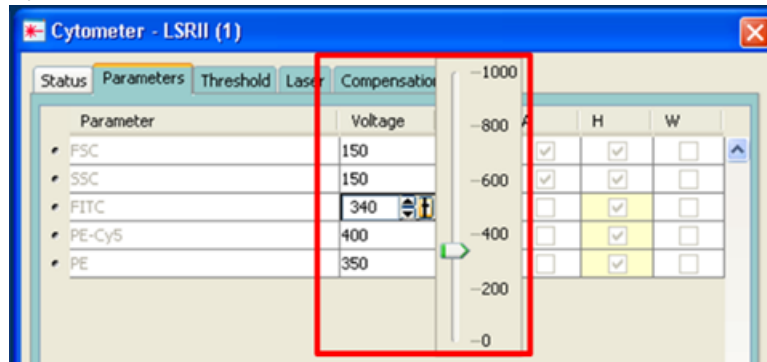 Cytometer - LSRII (1)
Status Parameters Threshold Laser Compensation
Parameter Voltage H W
FSC 150
SSC 150
FITC 340
PE-Cy5 400
PE 350
1000
800
600
400
200
0